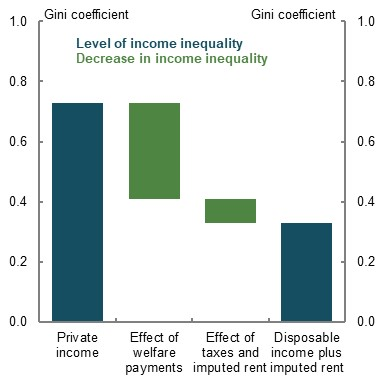 Gini coefficient Gini coefficient
1.0 1.0
Level of income inequality
Decrease in income inequality
0.8 0.8
0.6 0.6
0.4 0.4
0.2 0.2
0.0 0.0
Private income
Effect of welfare payments
Effect of taxes and imputed rent
Disposable income plus imputed rent